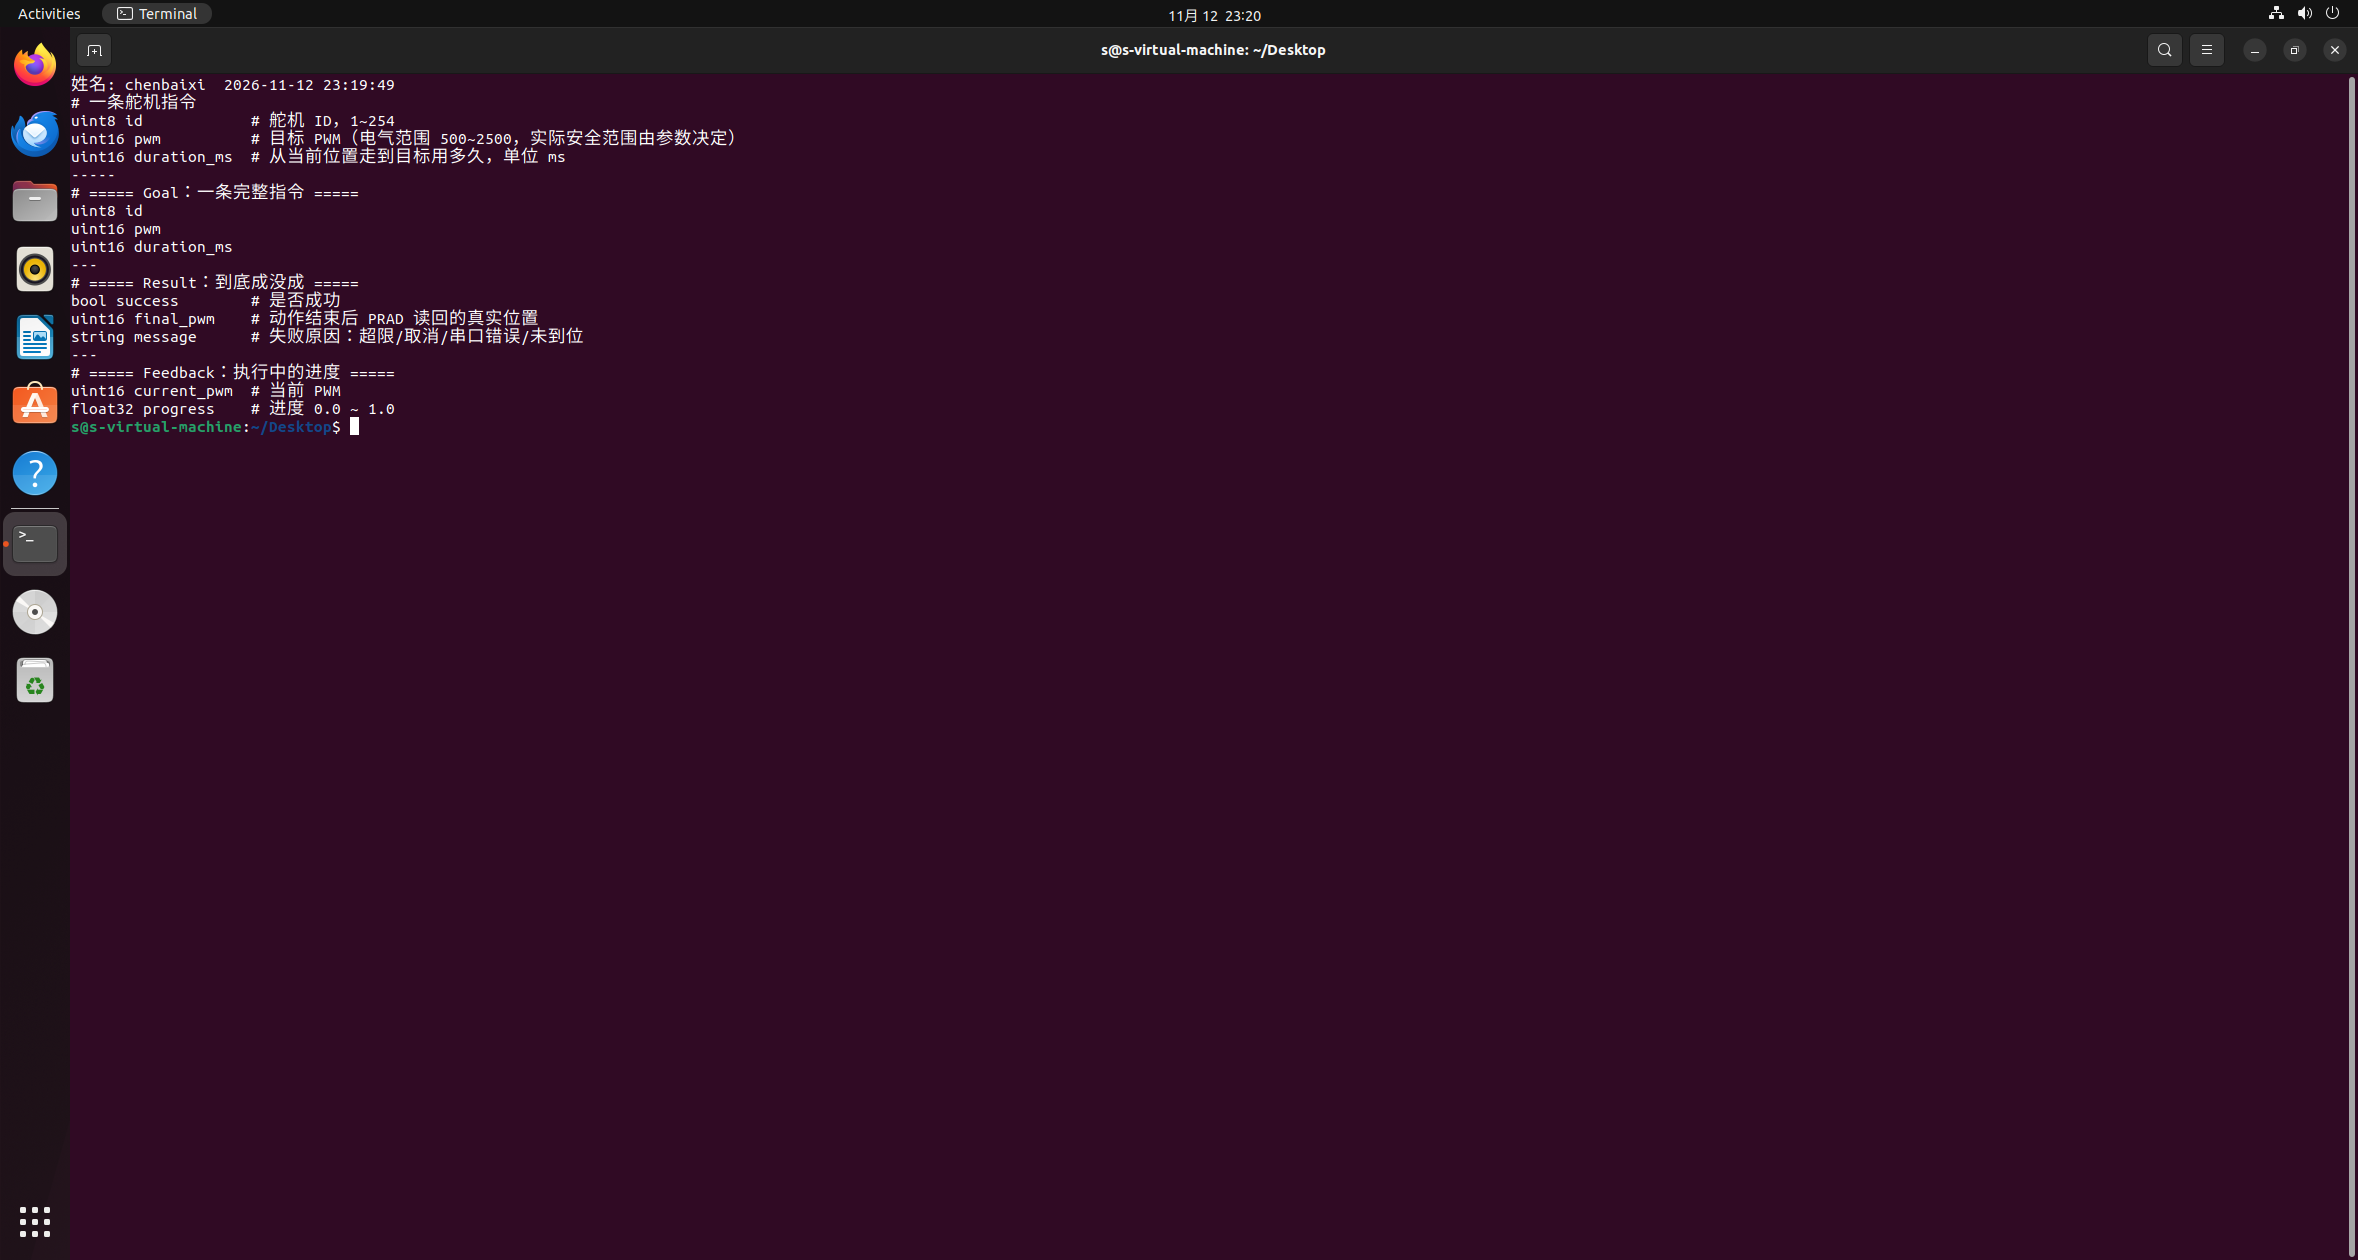 Activities
Terminal
11月 12 23:20
s@s-virtual-machine: ~/Desktop
姓名: chenbaixi  2026-11-12 23:19:49
# 一条舵机指令
uint8 id            # 舵机 ID，1~254
uint16 pwm          # 目标 PWM（电气范围 500~2500，实际安全范围由参数决定）
uint16 duration_ms  # 从当前位置走到目标用多久，单位 ms
-----
# ===== Goal：一条完整指令 =====
uint8 id
uint16 pwm
uint16 duration_ms
---
# ===== Result：到底成没成 =====
bool success        # 是否成功
uint16 final_pwm    # 动作结束后 PRAD 读回的真实位置
string message      # 失败原因：超限/取消/串口错误/未到位
---
# ===== Feedback：执行中的进度 =====
uint16 current_pwm  # 当前 PWM
float32 progress    # 进度 0.0 ~ 1.0
s@s-virtual-machine:~/Desktop$